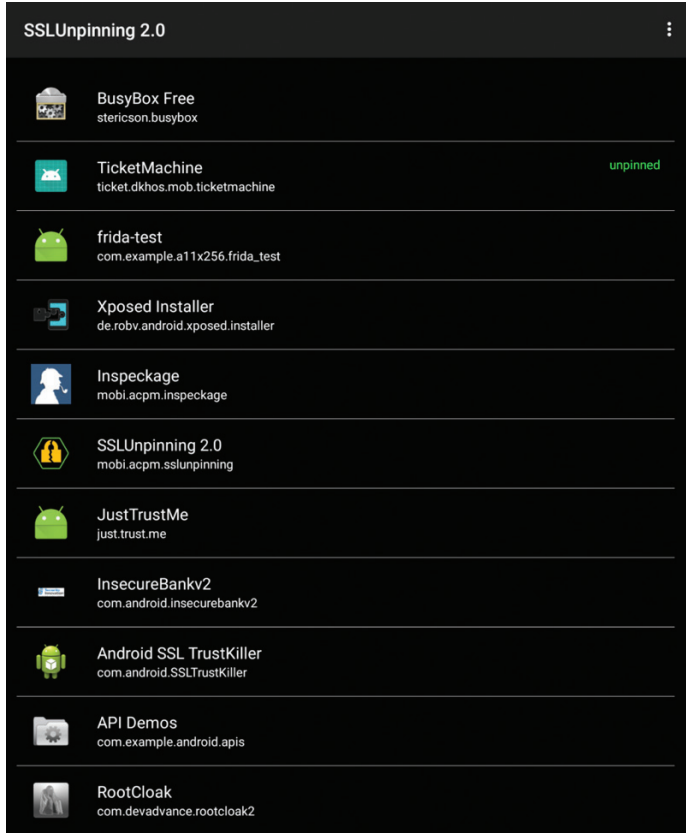 SSLUnpinning 2.0
BusyBox Free
stericson.busybox
TicketMachine
unpinned
ticket.dkhos.mob.ticketmachine
frida-test
com.example.a11x256.frida_test
Xposed Installer
de.robv.android.xposed.installer
Inspeckage
mobi.acpm.inspeckage
SSLUnpinning 2.0
mobi.acpm.sslunpinning
JustTrustMe
just.trust.me
InsecureBankv2
com.android.insecurebankv2
Android SSL TrustKiller
com.android.SSLTrustKiller
API Demos
com.example.android.apis
RootCloak
com.devadvance.rootcloak2